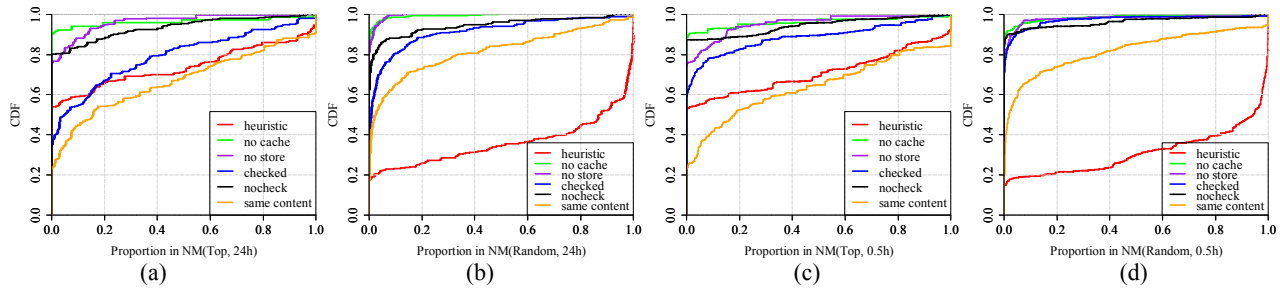 CDF
0.0 0.2 0.4 0.6 0.8 1.0
heuristic
no cache
no store
checked
nocheck
same content
0.0 0.2 0.4 0.6 0.8 1.0
Proportion in NM(Top, 24h)
(a)
CDF
0.0 0.2 0.4 0.6 0.8 1.0
heuristic
no cache
no store
checked
nocheck
same content
0.0 0.2 0.4 0.6 0.8 1.0
Proportion in NM(Random, 24h)
(b)
CDF
0.0 0.2 0.4 0.6 0.8 1.0
heuristic
no cache
no store
checked
nocheck
same content
0.0 0.2 0.4 0.6 0.8 1.0
Proportion in NM(Top, 0.5h)
(c)
CDF
0.0 0.2 0.4 0.6 0.8 1.0
heuristic
no cache
no store
checked
nocheck
same content
0.0 0.2 0.4 0.6 0.8 1.0
Proportion in NM(Random, 0.5h)
(d)